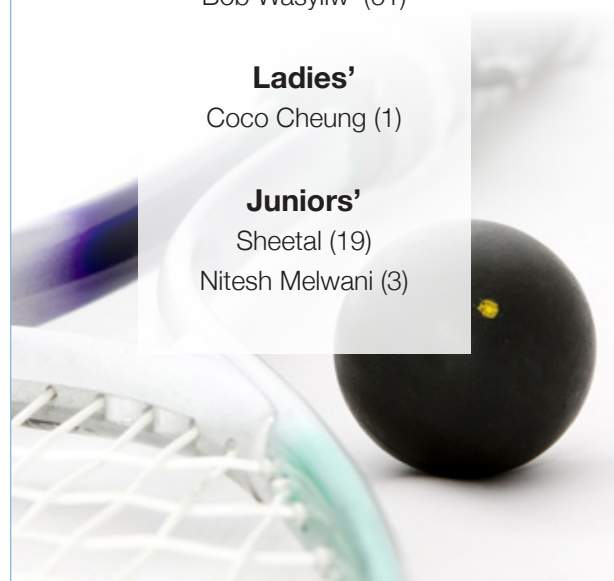 Ladies’
Coco Cheung (1)
Juniors’
Sheetal (19)
Nitesh Melwani (3)